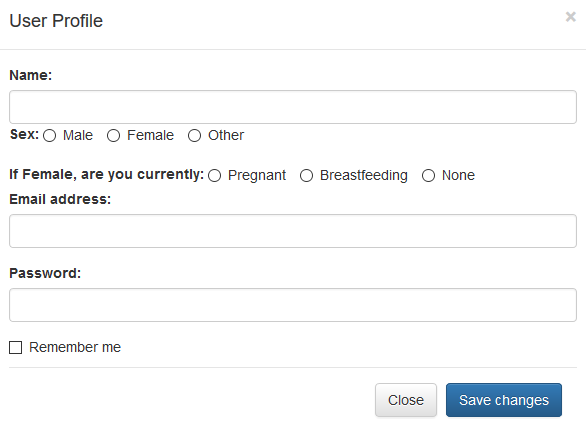 User Profile ×
Name:
Sex: Male Female Other
If Female, are you currently: Pregnant Breastfeeding None
Email address:
Password:
Remember me
Close Save changes